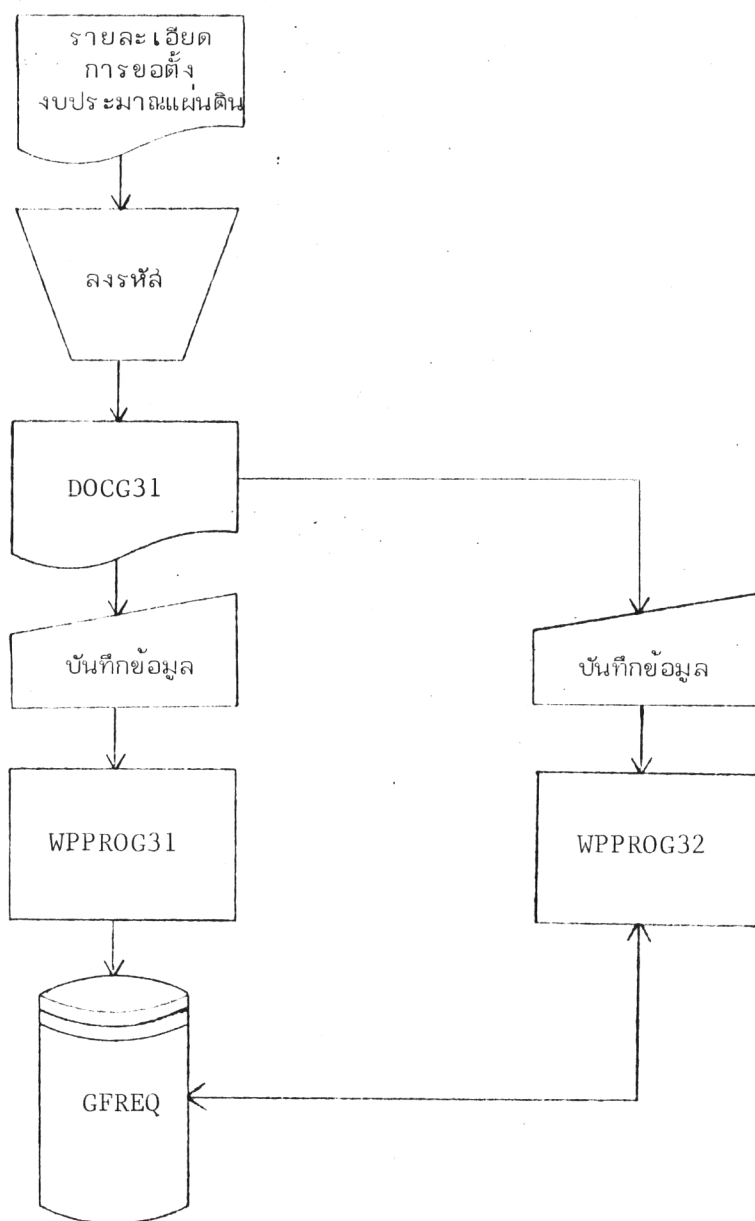 รายละเอียด
การขอตั้ง
งบประมาณแผ่นดิน
ลงรหัส
DOCG31
บันทึกข้อมูล
บันทึกข้อมูล
WPPROG31
WPPROG32
GFREQ